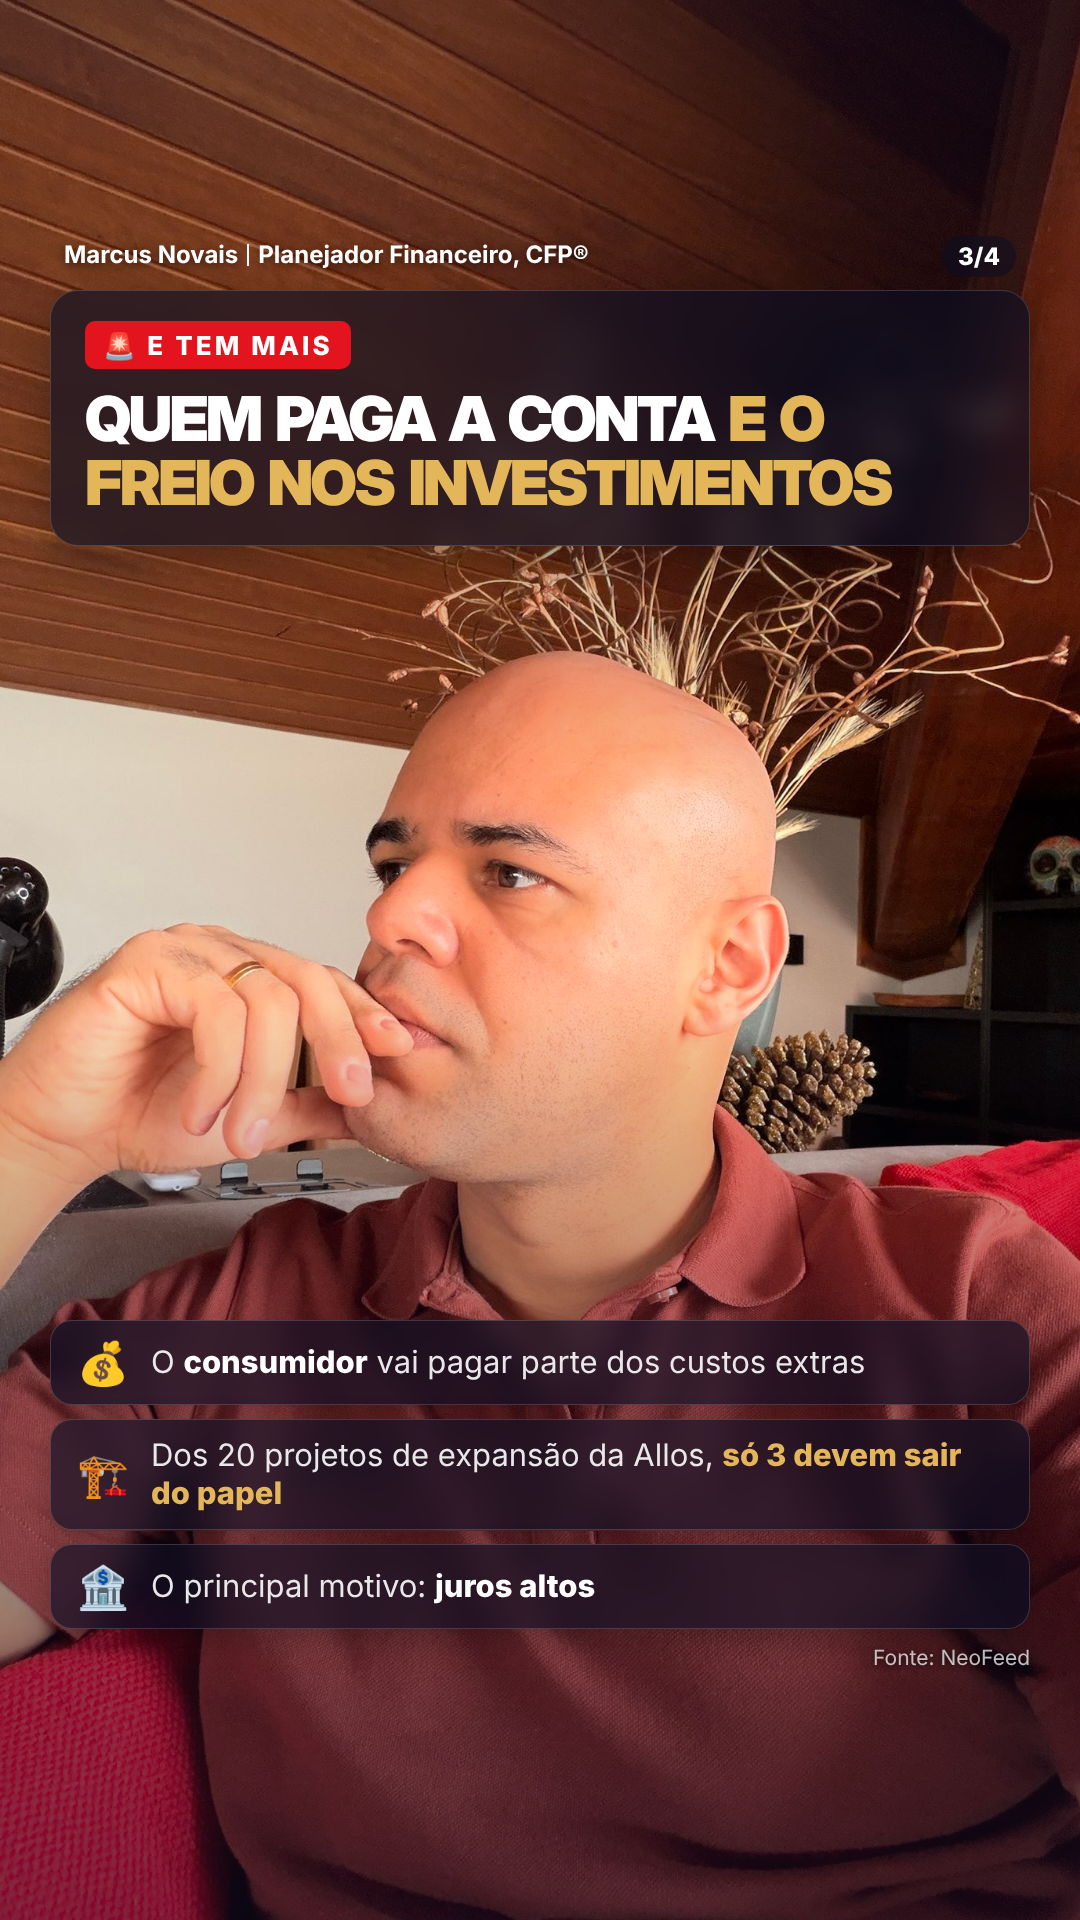 Marcus Novais | Planejador Financeiro, CFP®
3/4
🚨 E TEM MAIS
QUEM PAGA A CONTA E O
FREIO NOS INVESTIMENTOS
💰 O consumidor vai pagar parte dos custos extras
🏗️ Dos 20 projetos de expansão da Allos, só 3 devem sair
do papel
🏦 O principal motivo: juros altos
Fonte: NeoFeed